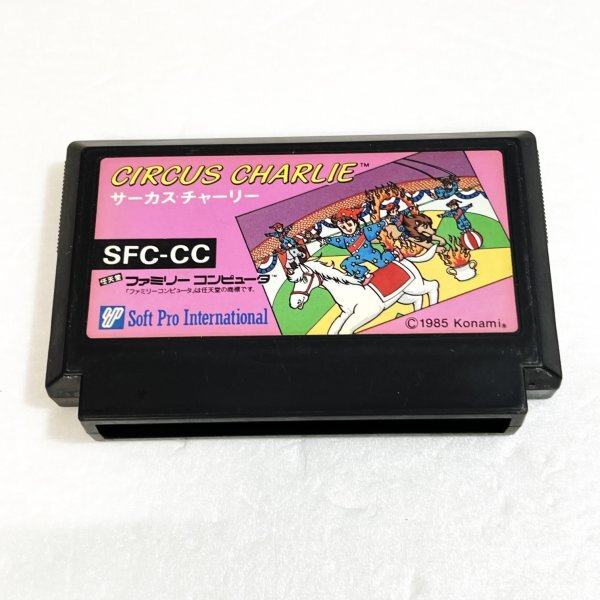 CIRCUS CHARLIE™
サーカス・チャーリー
SFC-CC
任天堂 ファミリー コンピュータ™
「ファミリーコンピュータ」は任天堂の商標です。
SP Soft Pro International
©1985 Konami®